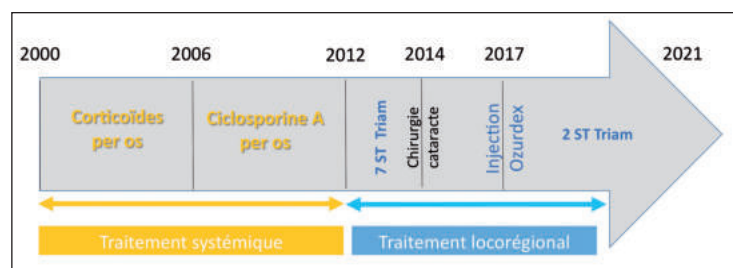 2000 2006 2012 2014 2017 2021
Corticoïdes
per os
Ciclosporine A
per os
7 ST Triam
Chirurgie
cataracte
Injection
Ozurdex
2 ST Triam
Traitement systémique
Traitement locorégional